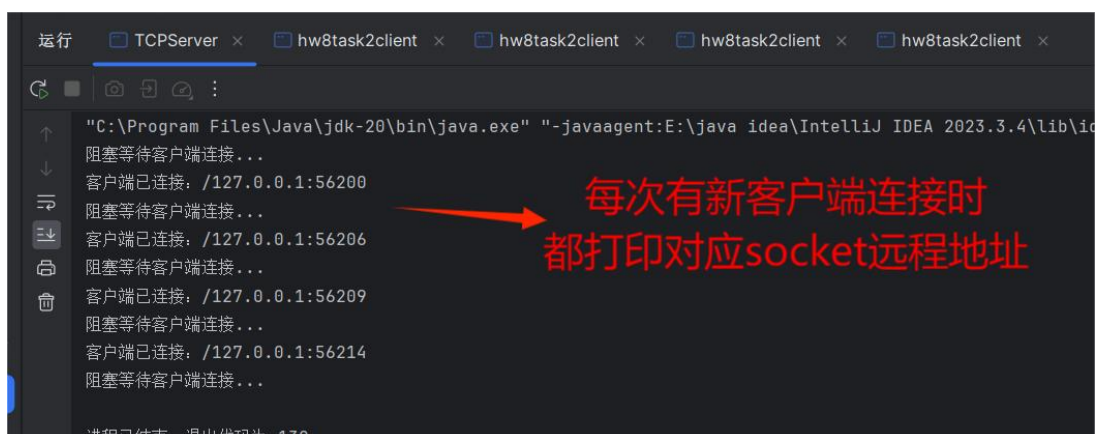 运行 TCPServer × hw8task2client × hw8task2client × hw8task2client × hw8task2client ×
"C:\Program Files\Java\jdk-20\bin\java.exe" "-javaagent:E:\java idea\IntelliJ IDEA 2023.3.4\lib\id
阻塞等待客户端连接...
客户端已连接: /127.0.0.1:56200
阻塞等待客户端连接...
客户端已连接: /127.0.0.1:56206
阻塞等待客户端连接...
客户端已连接: /127.0.0.1:56209
阻塞等待客户端连接...
客户端已连接: /127.0.0.1:56214
阻塞等待客户端连接...
每次有新客户端连接时
都打印对应socket远程地址